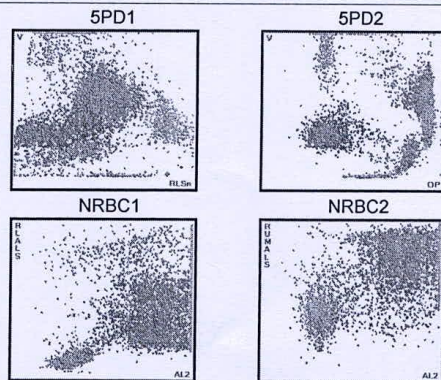 5PD1
5PD2
V
RLSn
V
OP
NRBC1
NRBC2
RLALS
AL2
RUMALS
AL2